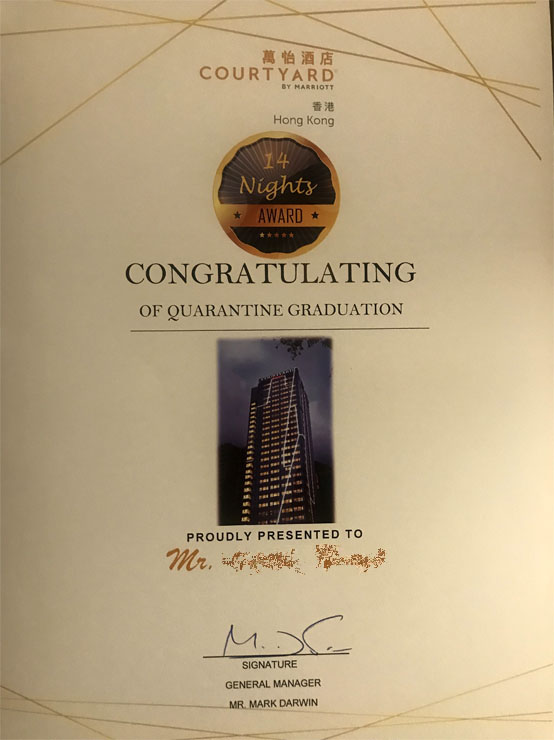 萬怡酒店
COURTYARD
BY MARRIOTT
香港
Hong Kong
14
Nights
AWARD
CONGRATULATING
OF QUARANTINE GRADUATION
PROUDLY PRESENTED TO
Mr.
SIGNATURE
GENERAL MANAGER
MR. MARK DARWIN